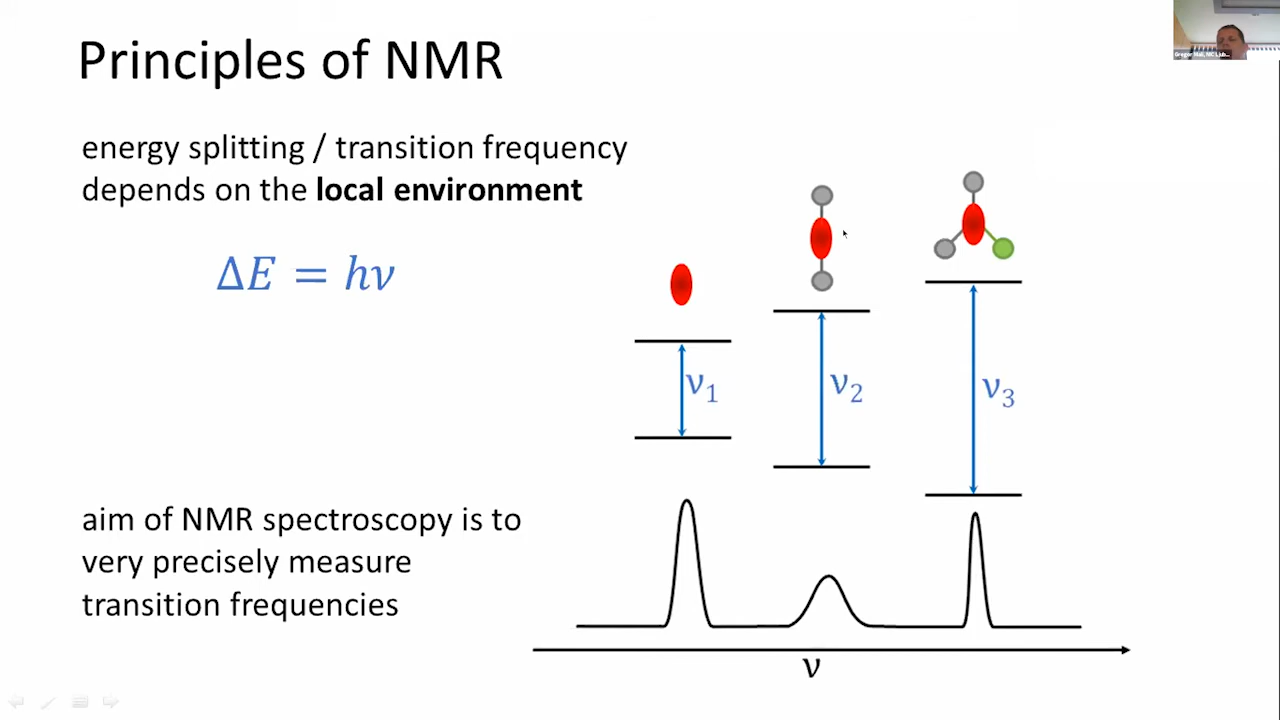 Principles of NMR
energy splitting / transition frequency
depends on the local environment
ΔE = hν
ν₁
ν₂
ν₃
aim of NMR spectroscopy is to
very precisely measure
transition frequencies
ν